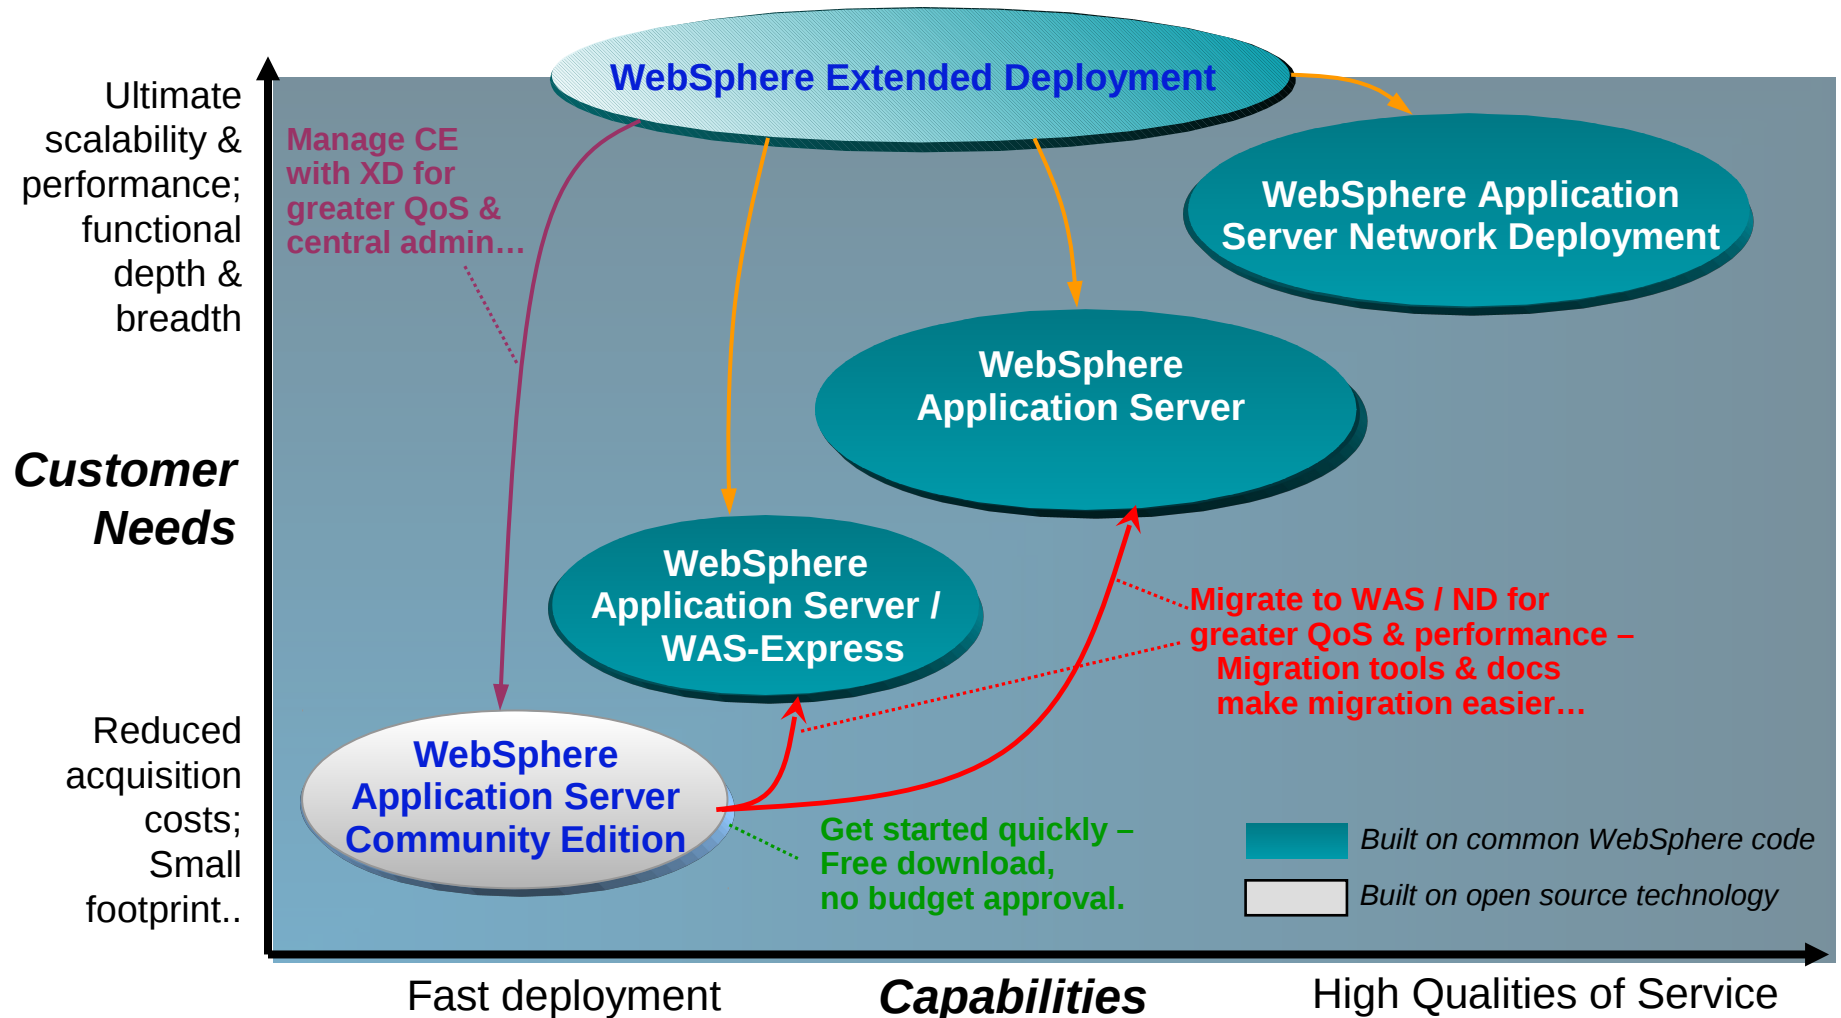 WebSphere Extended Deployment
Ultimate
scalability &
performance;
functional
depth &
breadth
Manage CE
with XD for
greater QoS &
central admin…
WebSphere Application
Server Network Deployment
WebSphere
Application Server
Customer
Needs
WebSphere
Application Server /
WAS-Express
Migrate to WAS / ND for
greater QoS & performance –
Migration tools & docs
make migration easier…
Reduced
acquisition
costs;
Small
footprint..
WebSphere
Application Server
Community Edition
Get started quickly –
Free download,
no budget approval.
Built on common WebSphere code
Built on open source technology
Fast deployment
Capabilities
High Qualities of Service